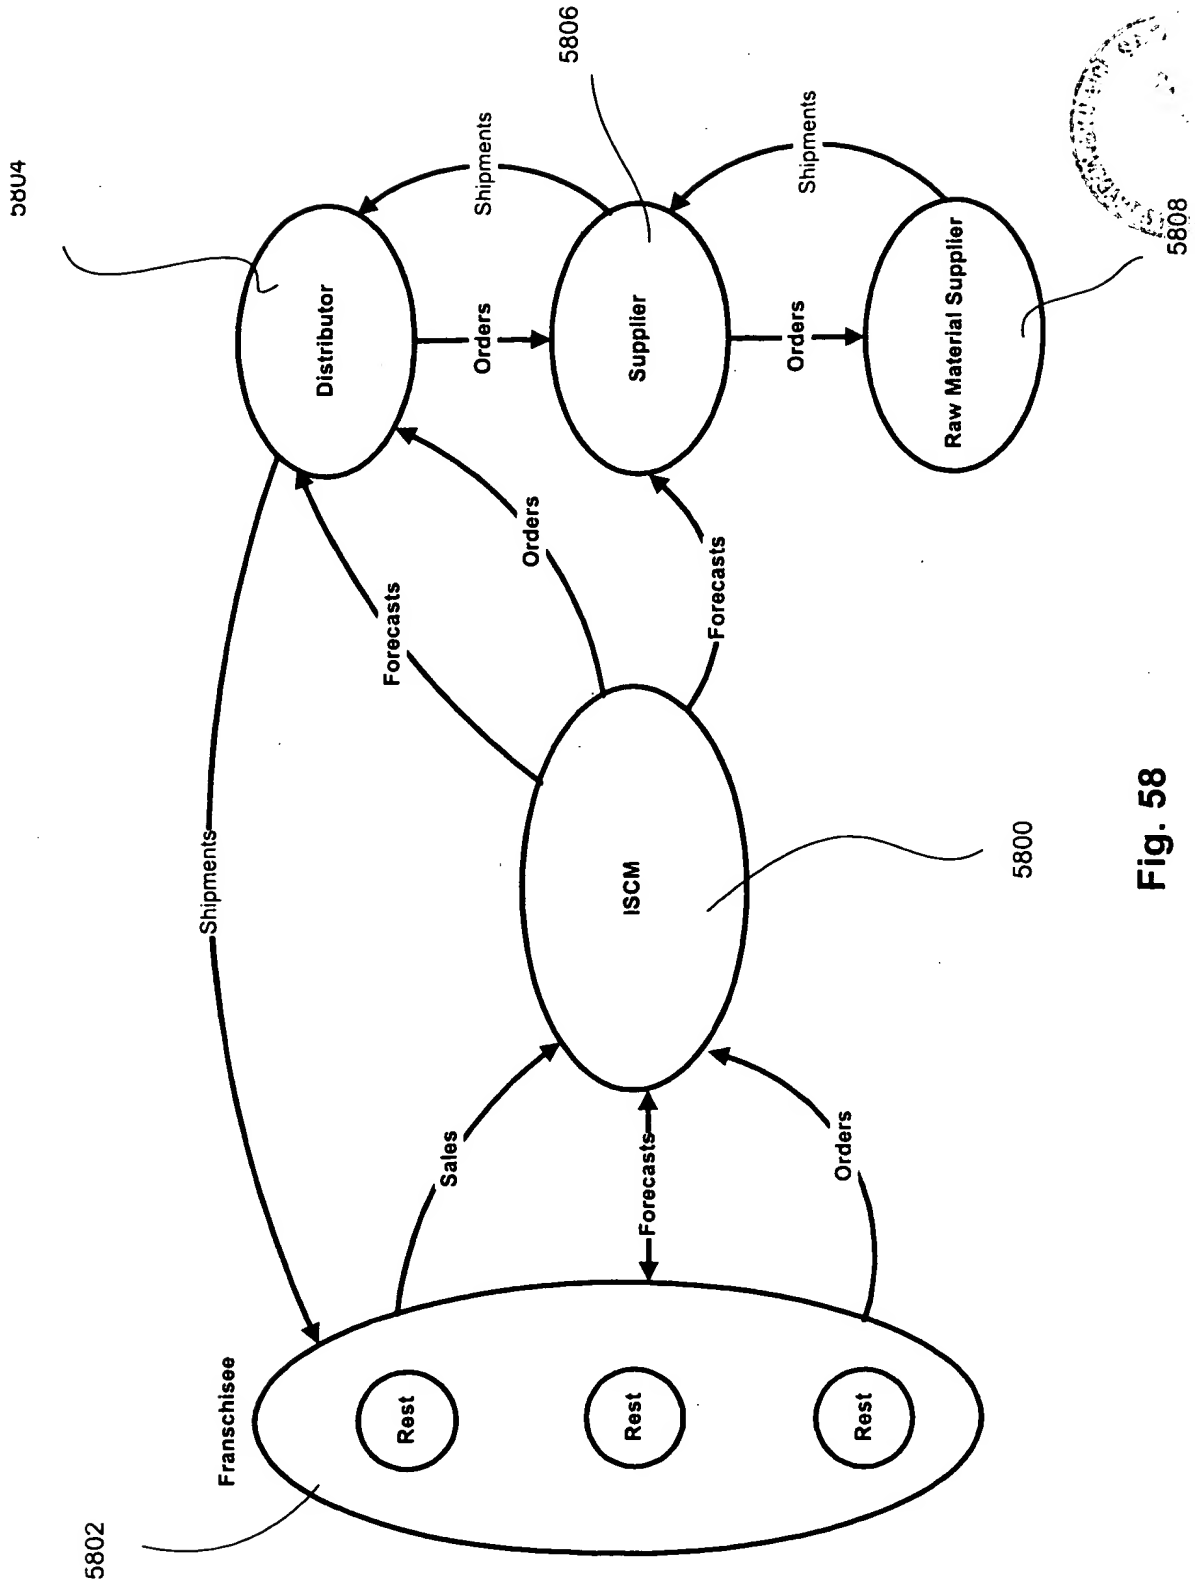 5804
Shipments
Distributor
Franschisee
5802
Sales
Forecasts
Orders
Orders
Shipments
5806
Rest
Rest
Rest
Forecasts
ISCM
Forecasts
Supplier
Orders
Shipments
Orders
5800
Raw Material Supplier
5808
Fig. 58